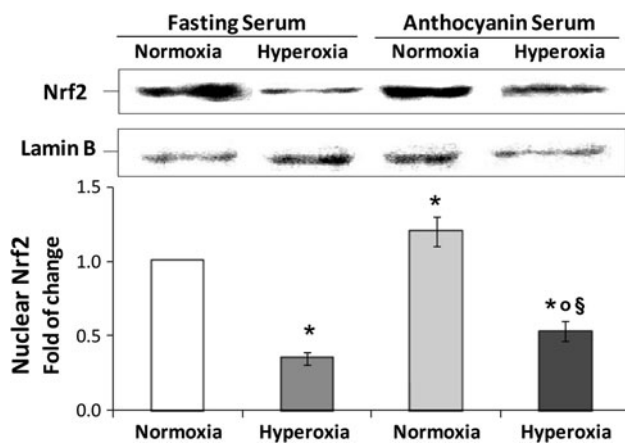 Fasting Serum Anthocyanin Serum
Normoxia Hyperoxia Normoxia Hyperoxia
Nrf2
Lamin B
Nuclear Nrf2
Fold of change
1.5
1.0
0.5
0.0
*
*
* o §
Normoxia Hyperoxia Normoxia Hyperoxia